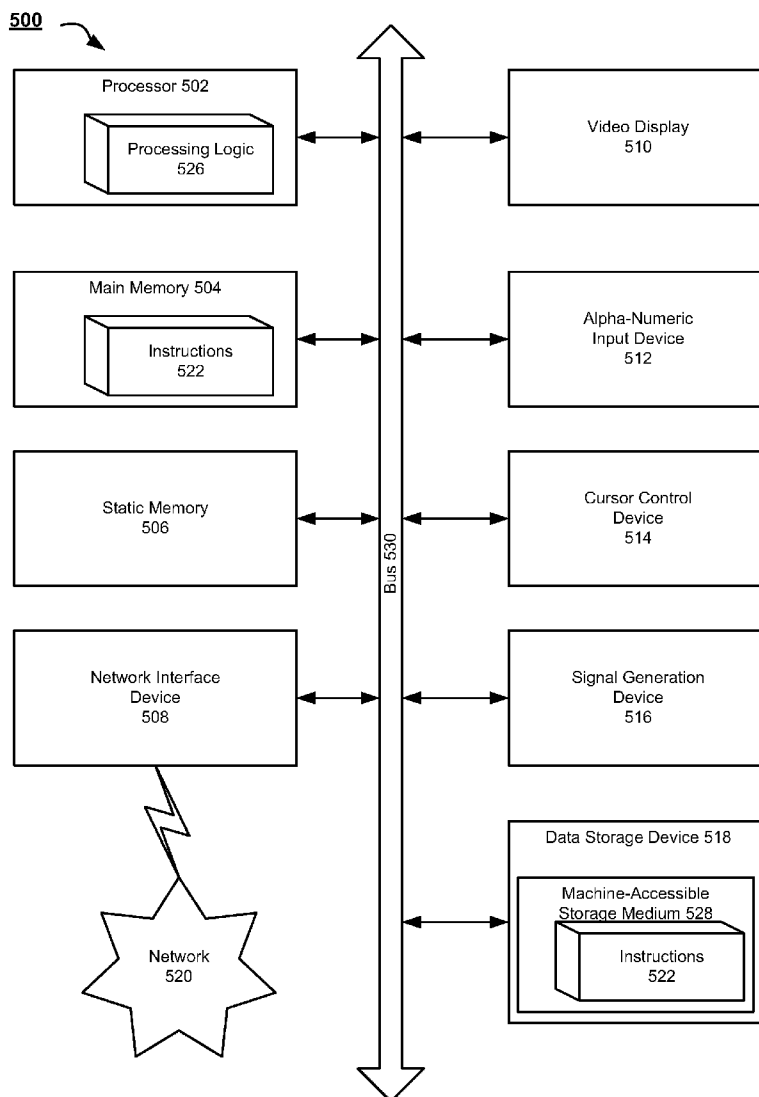 500
Processor 502
Processing Logic
526
Video Display
510
Main Memory 504
Instructions
522
Alpha-Numeric
Input Device
512
Static Memory
506
Cursor Control
Device
514
Bus 530
Network Interface
Device
508
Signal Generation
Device
516
Data Storage Device 518
Machine-Accessible
Storage Medium 528
Instructions
522
Network
520